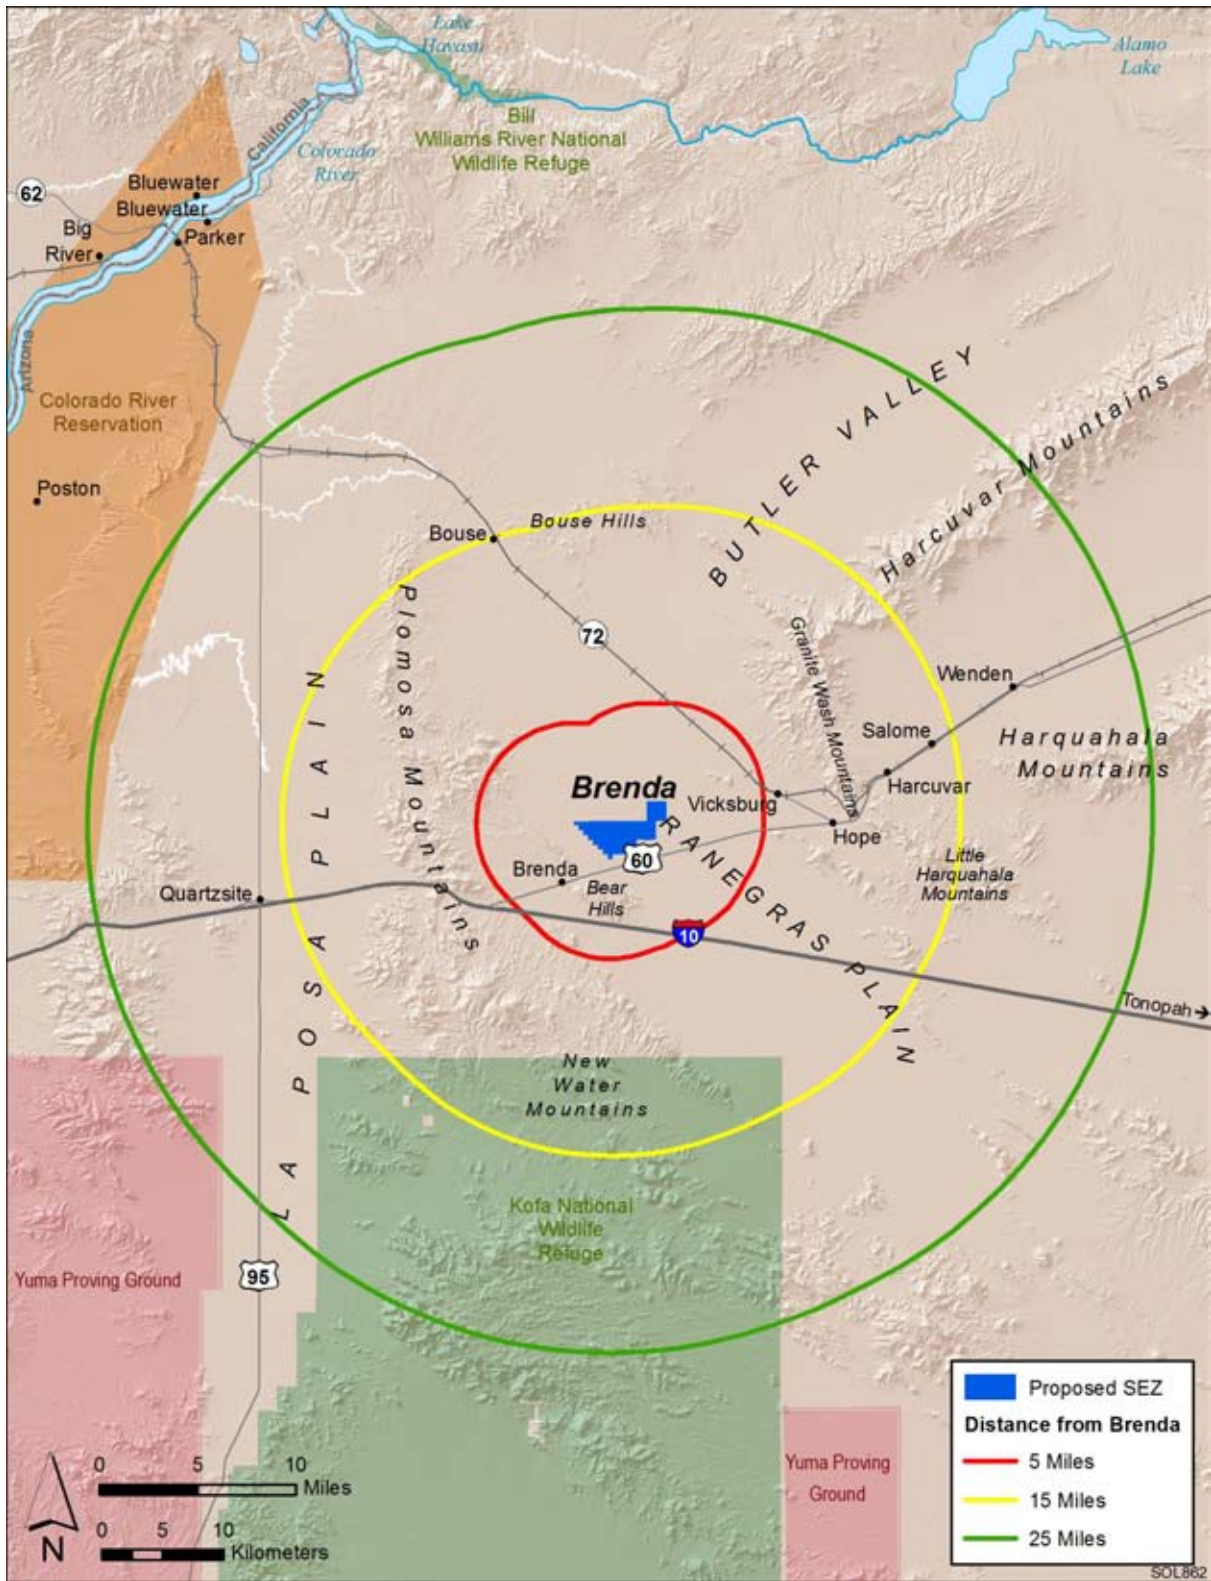 Lake
Havasu
Alamo
Lake
Bill
Williams River National
Wildlife Refuge
California
Colorado
River
62
Bluewater
Bluewater
Big
River
Parker
Arizona
Colorado River
Reservation
Poston
BUTLER VALLEY
Harcuvar Mountains
Bouse
Bouse Hills
Plomosa Mountains
72
Granite Wash Mountains
Wenden
Salome
Harquahala
Mountains
LA POSA PLAIN
Brenda
Vicksburg
Harcuvar
Hope
RANEGRAS PLAIN
60
Brenda
Bear
Hills
Little
Harquahala
Mountains
Quartzsite
10
Tonopah
New
Water
Mountains
Kofa National
Wildlife
Refuge
Yuma Proving Ground
95
Yuma Proving
Ground
Proposed SEZ
Distance from Brenda
5 Miles
15 Miles
25 Miles
0 5 10
Miles
0 5 10
Kilometers
N
SOL862